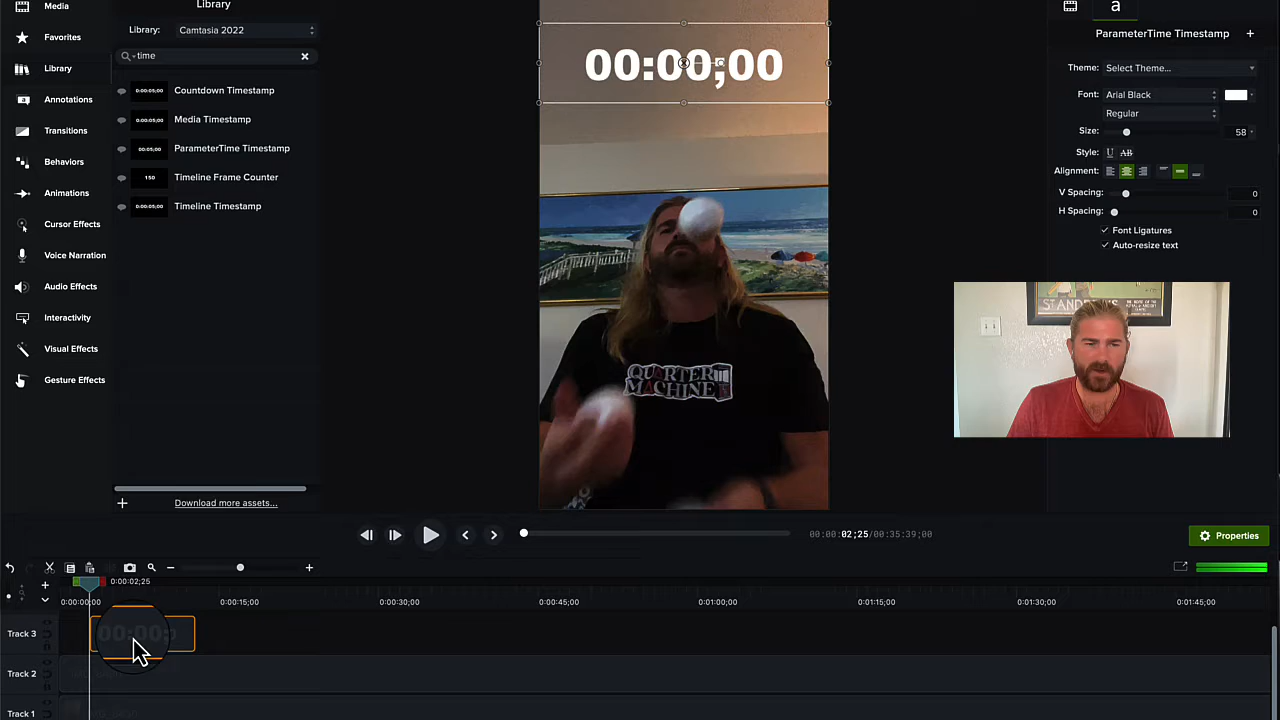 Media
Favorites
Library
Annotations
Transitions
Behaviors
Animations
Cursor Effects
Voice Narration
Audio Effects
Interactivity
Visual Effects
Gesture Effects
Library
Library: Camtasia 2022
time
Countdown Timestamp
Media Timestamp
ParameterTime Timestamp
Timeline Frame Counter
Timeline Timestamp
Download more assets...
00:00;00
QUARTER
MACHINE
a
ParameterTime Timestamp
Theme: Select Theme...
Font: Arial Black
Regular
Size: 58
Style: U AB
Alignment:
V Spacing: 0
H Spacing: 0
Font Ligatures
Auto-resize text
ST ANDREWS
00:00:02;25/00:35:39;00
Properties
0:00:02;25
0:00:00;00 0:00:15;00 0:00:30;00 0:00:45;00 0:01:00;00 0:01:15;00 0:01:30;00 0:01:45;00
Track 3
00:00;0
Track 2
Track 1